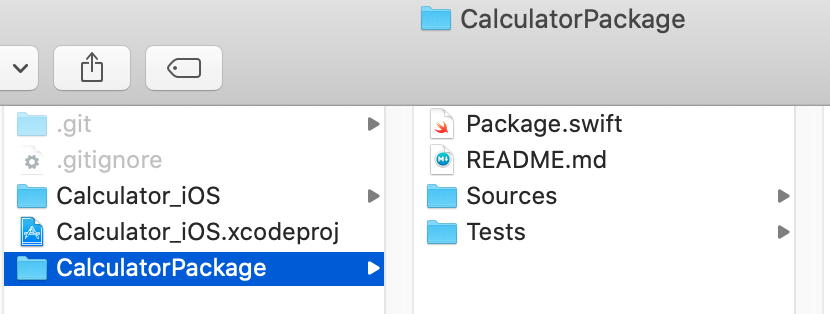 CalculatorPackage
.git
.gitignore
Calculator_iOS
Calculator_iOS.xcodeproj
CalculatorPackage
Package.swift
README.md
Sources
Tests